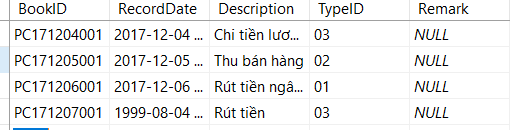 BookID RecordDate Description TypeID Remark
PC171204001 2017-12-04 ... Chi tiền lươ... 03 NULL
PC171205001 2017-12-05 ... Thu bán hàng 02 NULL
PC171206001 2017-12-06 ... Rút tiền ngâ... 01 NULL
PC171207001 1999-08-04 ... Rút tiền 03 NULL